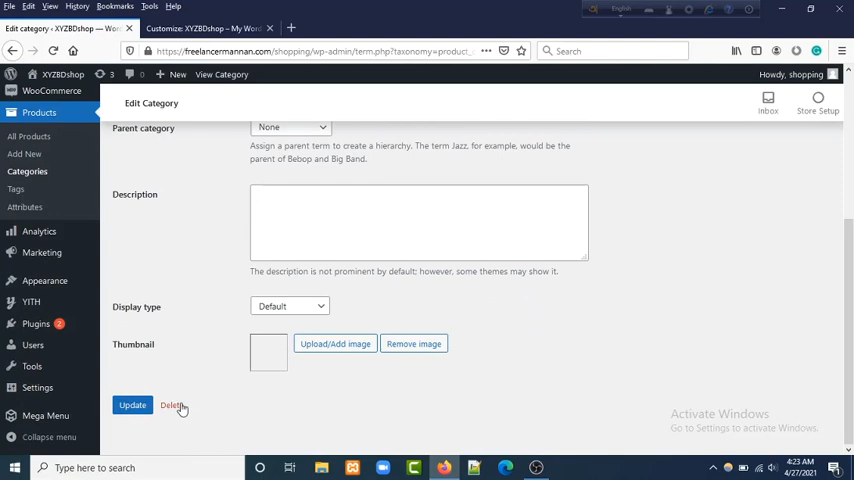 File Edit View History Bookmarks Tools Help
English
Edit category ‹ XYZBDshop — Wor
Customize: XYZBDshop – My Wor
https://freelancermannan.com/shopping/wp-admin/term.php?taxonomy=product_
Search
XYZBDshop 3 0 New View Category Howdy, shopping
WooCommerce
Edit Category
Inbox
Store Setup
Products
All Products
Add New
Categories
Tags
Attributes
Analytics
Marketing
Appearance
YITH
Plugins 2
Users
Tools
Settings
Mega Menu
Collapse menu
Parent category
None
Assign a parent term to create a hierarchy. The term Jazz, for example, would be the
parent of Bebop and Big Band.
Description
The description is not prominent by default; however, some themes may show it.
Display type
Default
Thumbnail
Upload/Add image
Remove image
Update
Delete
Activate Windows
Go to Settings to activate Windows.
Type here to search
4:23 AM
4/27/2021